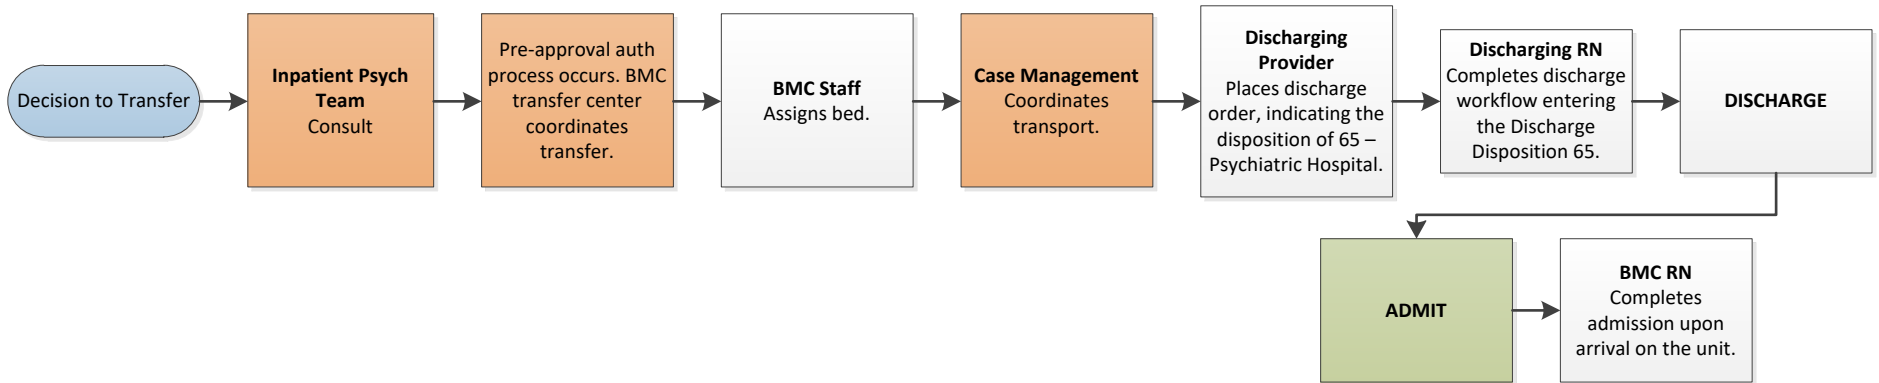 Decision to Transfer
Inpatient Psych
Team
Consult
Pre-approval auth
process occurs. BMC
transfer center
coordinates
transfer.
BMC Staff
Assigns bed.
Case Management
Coordinates
transport.
Discharging
Provider
Places discharge
order, indicating the
disposition of 65 –
Psychiatric Hospital.
Discharging RN
Completes discharge
workflow entering
the Discharge
Disposition 65.
DISCHARGE
ADMIT
BMC RN
Completes
admission upon
arrival on the unit.